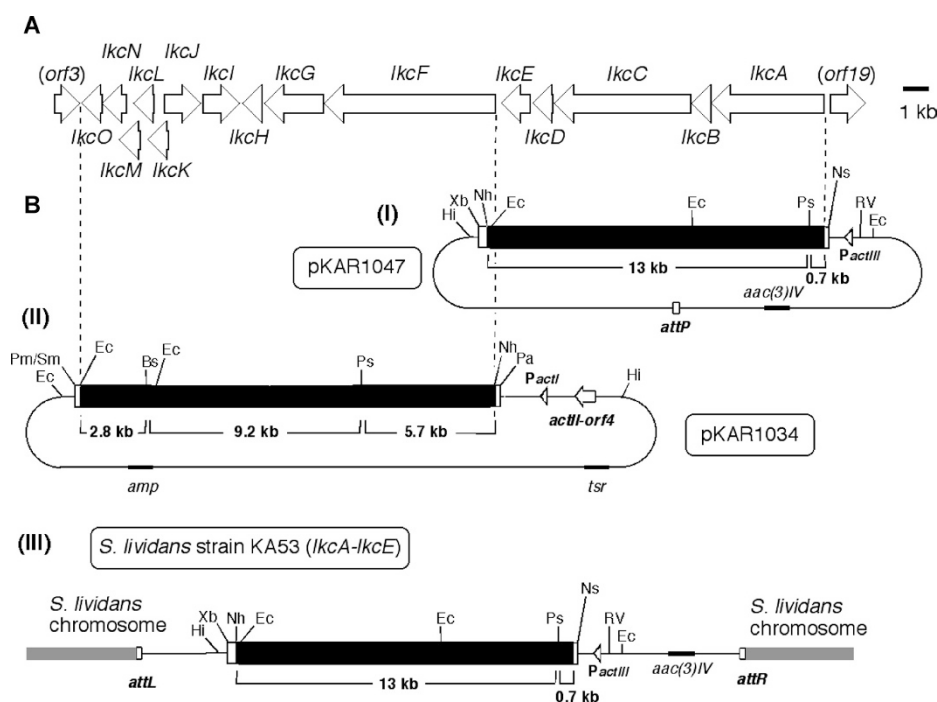 A
lkcN lkcJ
(orf3) lkcL lkcI lkcG lkcF lkcE lkcC lkcA (orf19)
1 kb
lkcO lkcH lkcD lkcB
lkcM lkcK
B
(I)
Hi Xb Nh Ec Ec Ps Ns RV Ec
PactIII
pKAR1047
13 kb 0.7 kb
aac(3)IV
attP
(II)
Pm/Sm Ec Ec Bs Ec Ps Nh Pa Hi
PactI
actII-orf4
2.8 kb 9.2 kb 5.7 kb
pKAR1034
amp tsr
(III)
S. lividans strain KA53 (lkcA-lkcE)
S. lividans
chromosome
Hi Xb Nh Ec Ec Ps Ns RV Ec
S. lividans
chromosome
attL PactIII aac(3)IV attR
13 kb 0.7 kb